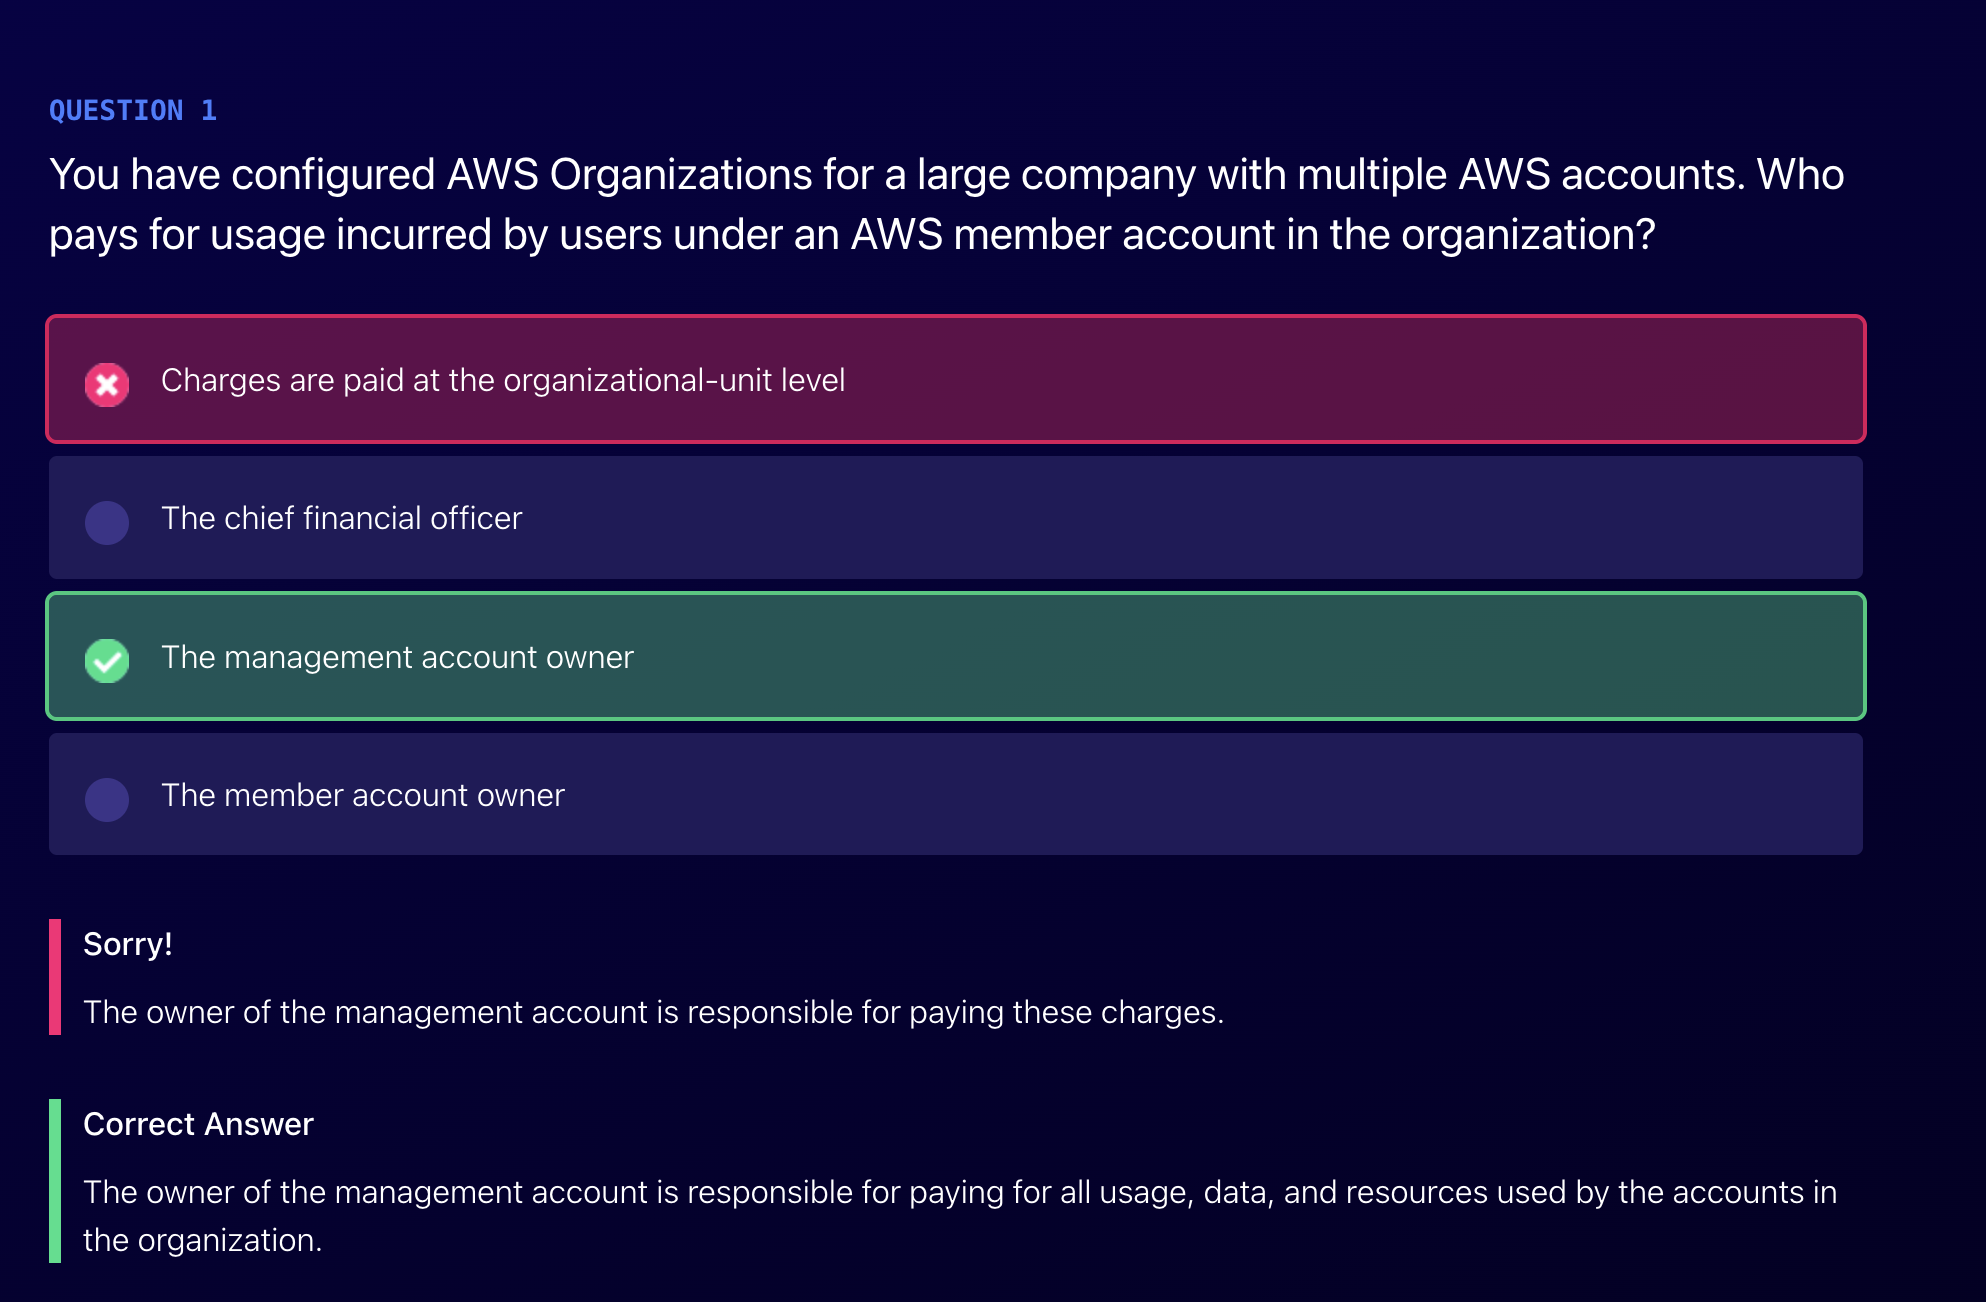 QUESTION 1
You have configured AWS Organizations for a large company with multiple AWS accounts. Who
pays for usage incurred by users under an AWS member account in the organization?
Charges are paid at the organizational-unit level
The chief financial officer
The management account owner
The member account owner
Sorry!
The owner of the management account is responsible for paying these charges.
Correct Answer
The owner of the management account is responsible for paying for all usage, data, and resources used by the accounts in
the organization.